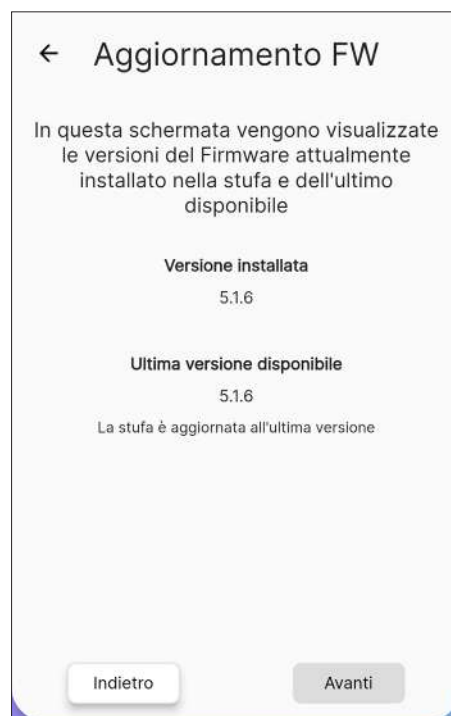 Aggiornamento FW
In questa schermata vengono visualizzate
le versioni del Firmware attualmente
installato nella stufa e dell'ultimo
disponibile
Versione installata
5.1.6
Ultima versione disponibile
5.1.6
La stufa è aggiornata all'ultima versione
Indietro
Avanti